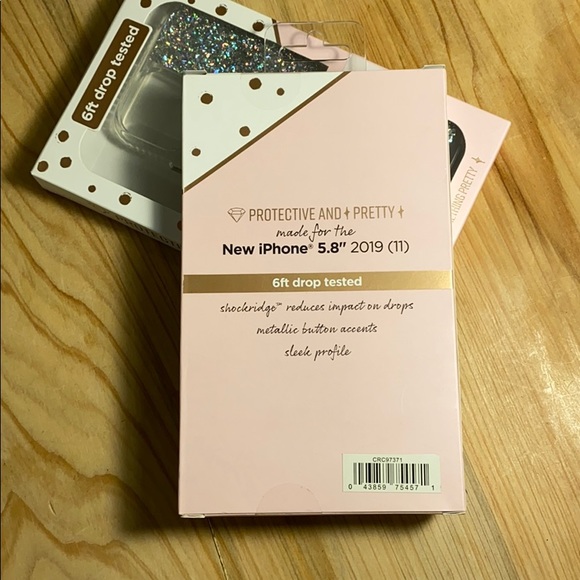 6ft drop tested
PROTECTIVE AND PRETTY
made for the
New iPhone® 5.8" 2019 (11)
6ft drop tested
shockridge™ reduces impact on drops
metallic button accents
sleek profile
CRC97371
0 43859 75457 1
PRETTY